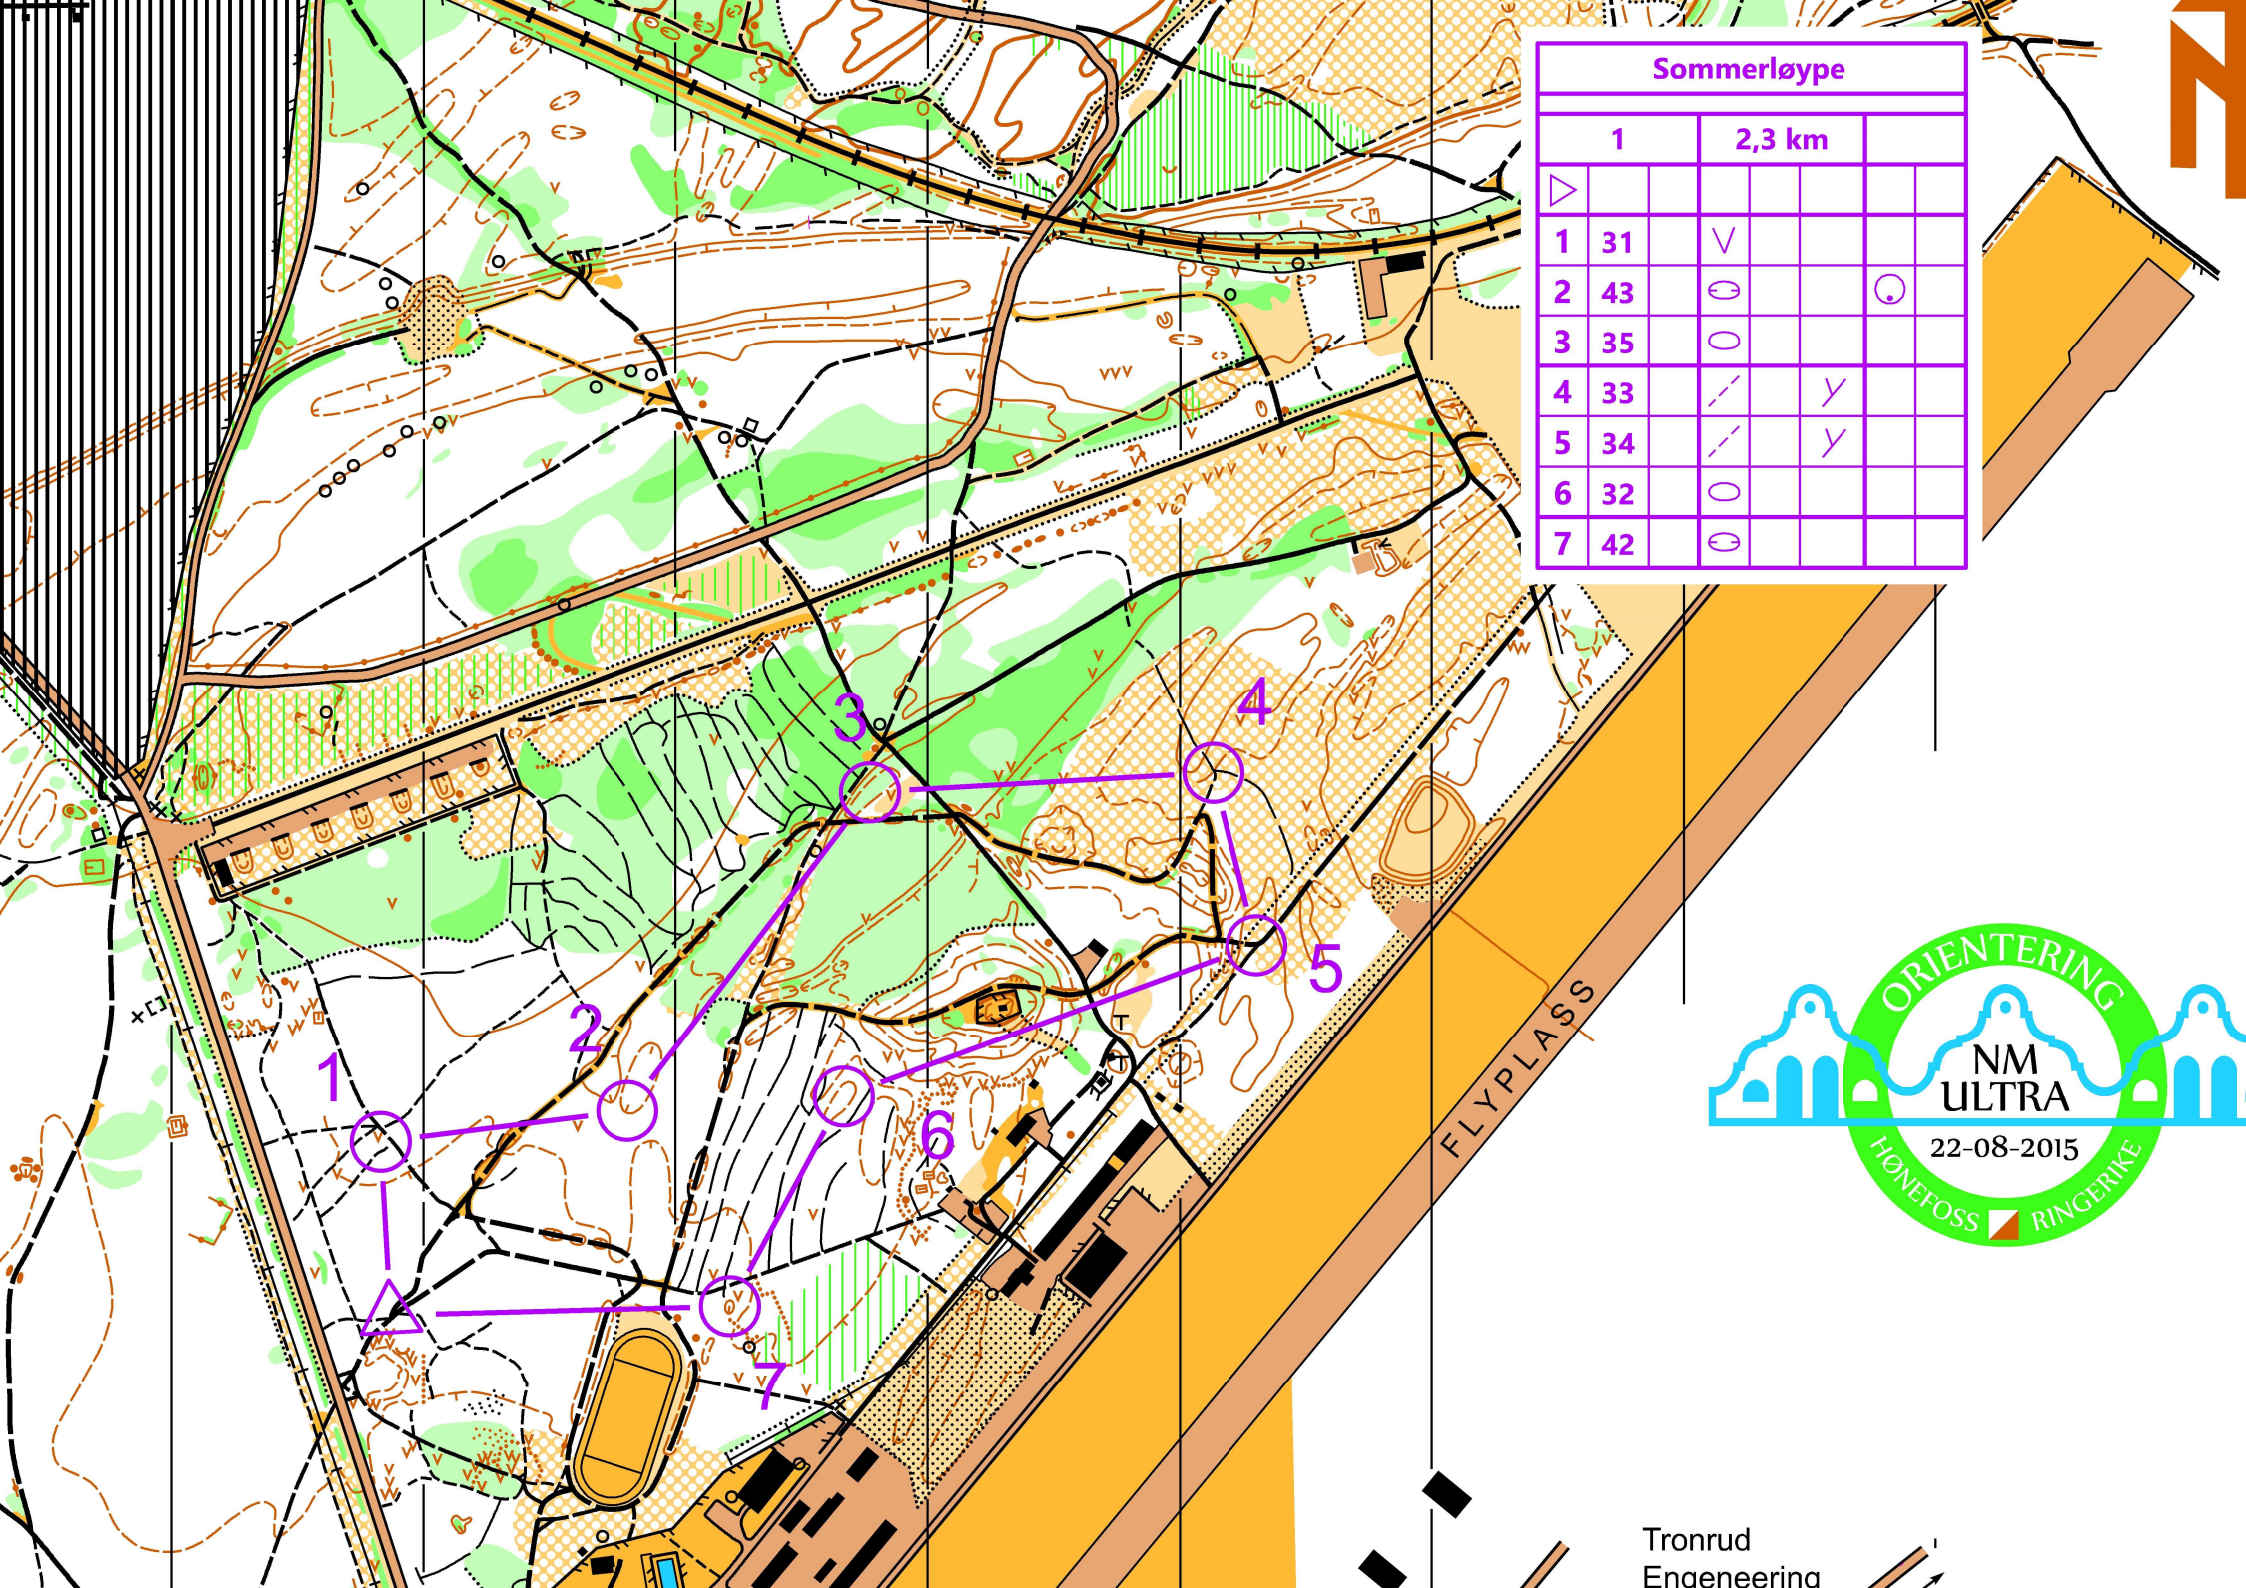 Sommerløype
1 2,3 km
1 31
2 43
3 35
4 33
5 34
6 32
7 42
3
4
2
5
1
6
7
FLYPLASS
ORIENTERING
NM
ULTRA
22-08-2015
HØNEFOSS RINGERIKE
Tronrud
Engeneering